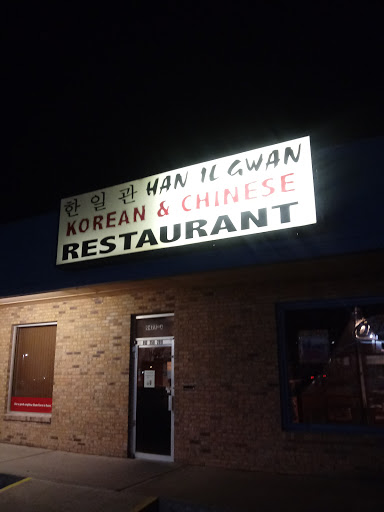 한일관 HAN IL GWAN
KOREAN & CHINESE
RESTAURANT